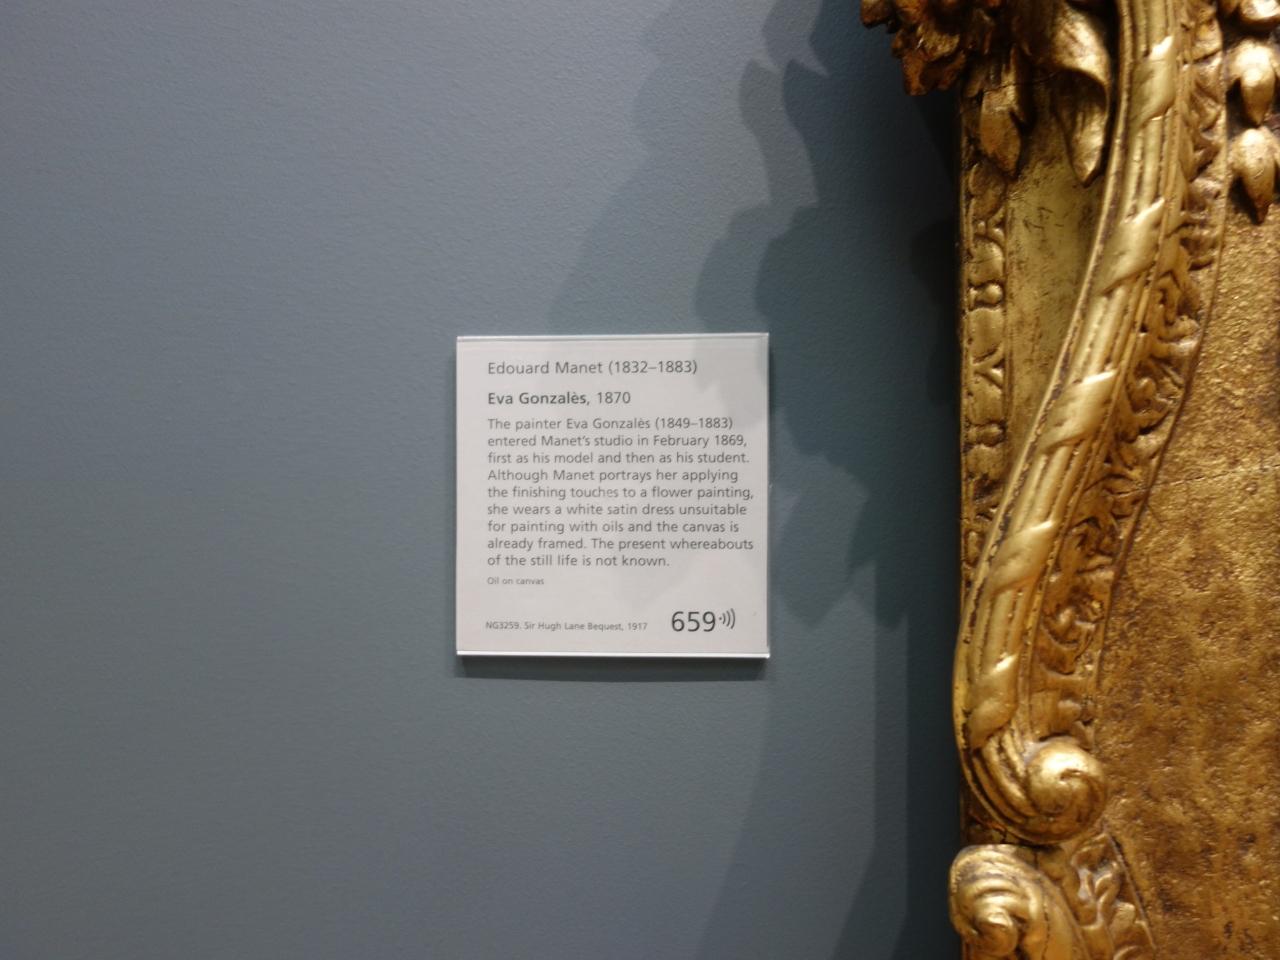 Edouard Manet (1832–1883)
Eva Gonzalès, 1870
The painter Eva Gonzalès (1849–1883)
entered Manet's studio in February 1869,
first as his model and then as his student.
Although Manet portrays her applying
the finishing touches to a flower painting,
she wears a white satin dress unsuitable
for painting with oils and the canvas is
already framed. The present whereabouts
of the still life is not known.
Oil on canvas
NG3259. Sir Hugh Lane Bequest, 1917
659